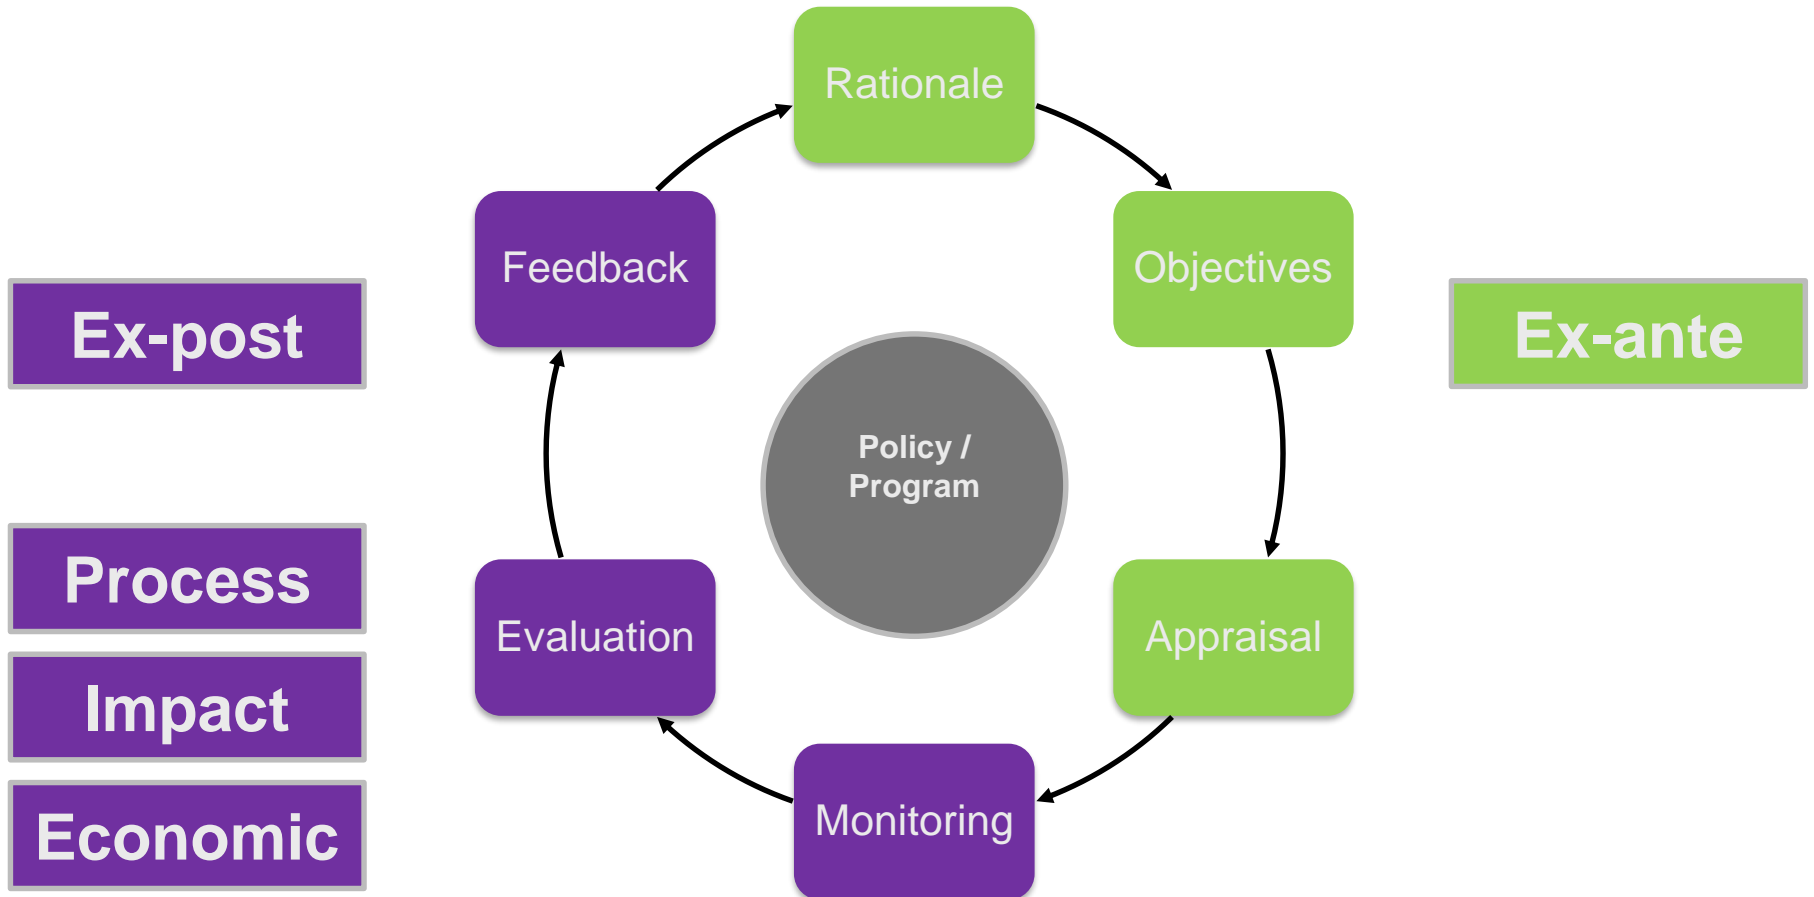 Rationale
Feedback
Objectives
Ex-post
Ex-ante
Policy /
Program
Process
Evaluation
Appraisal
Impact
Monitoring
Economic